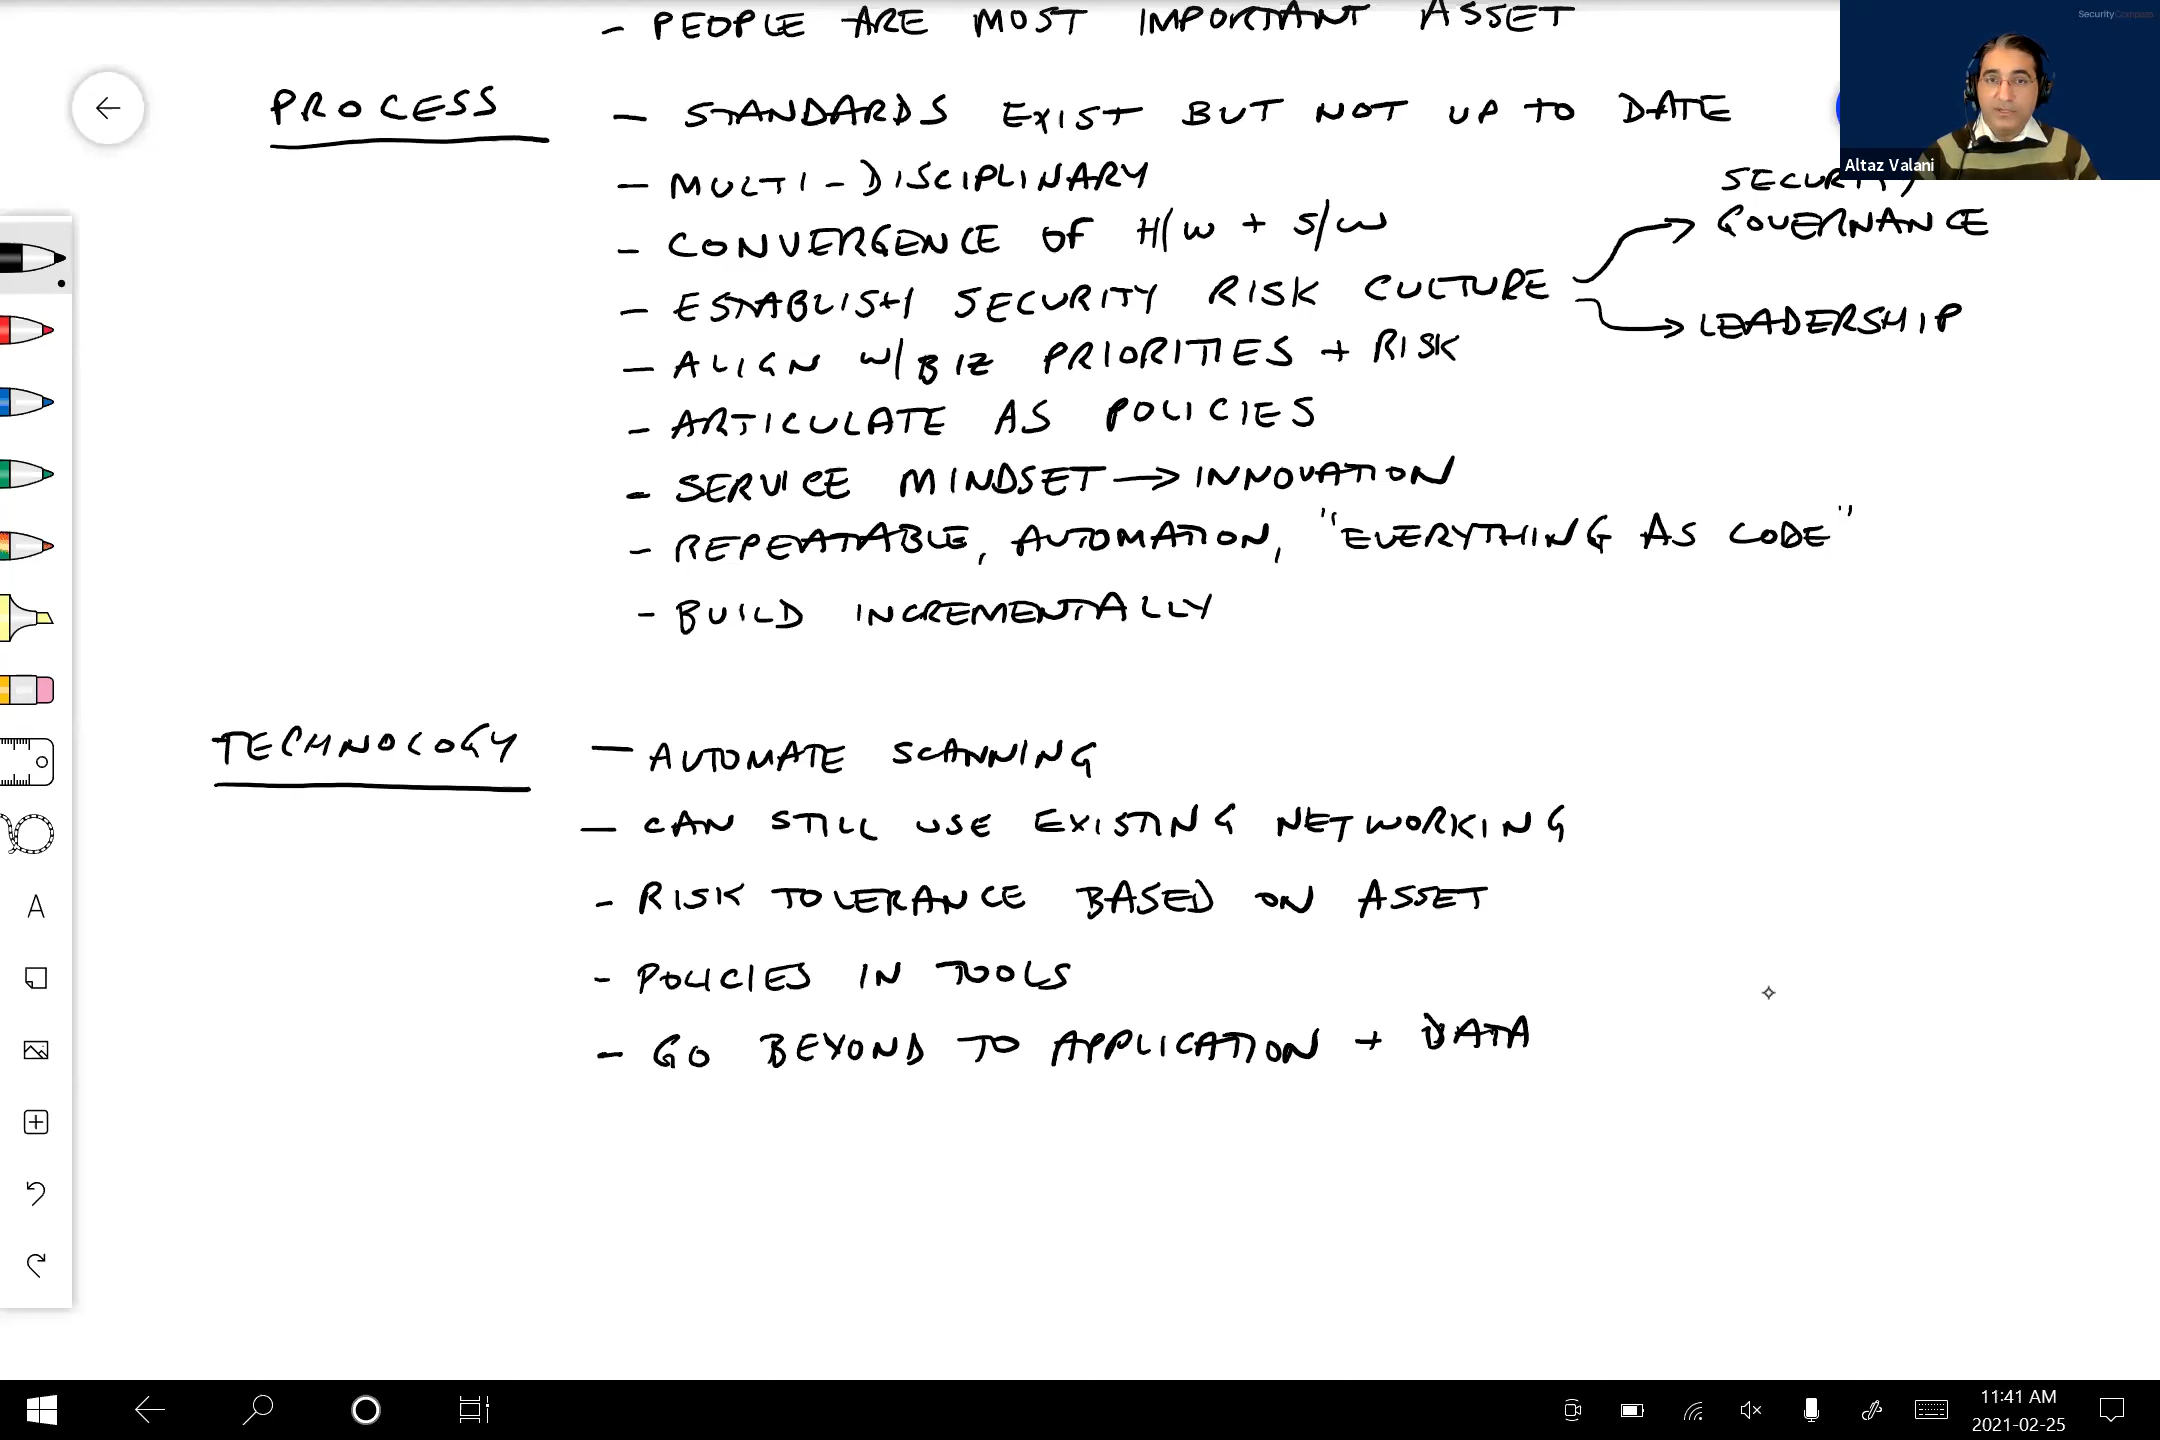 - PEOPLE ARE MOST IMPORTANT ASSET
SecurityCompass
Altaz Valani
PROCESS
- STANDARDS EXIST BUT NOT UP TO DATE
- MULTI-DISCIPLINARY
- CONVERGENCE OF H/W + S/W
- ESTABLISH SECURITY RISK CULTURE
SECURITY
GOVERNANCE
LEADERSHIP
- ALIGN W/BIZ PRIORITIES + RISK
- ARTICULATE AS POLICIES
- SERVICE MINDSET → INNOVATION
- REPEATABLE, AUTOMATION, "EVERYTHING AS CODE"
- BUILD INCREMENTALLY
TECHNOLOGY
- AUTOMATE SCANNING
- CAN STILL USE EXISTING NETWORKING
- RISK TOLERANCE BASED ON ASSET
- POLICIES IN TOOLS
- GO BEYOND TO APPLICATION + DATA
A
11:41 AM
2021-02-25